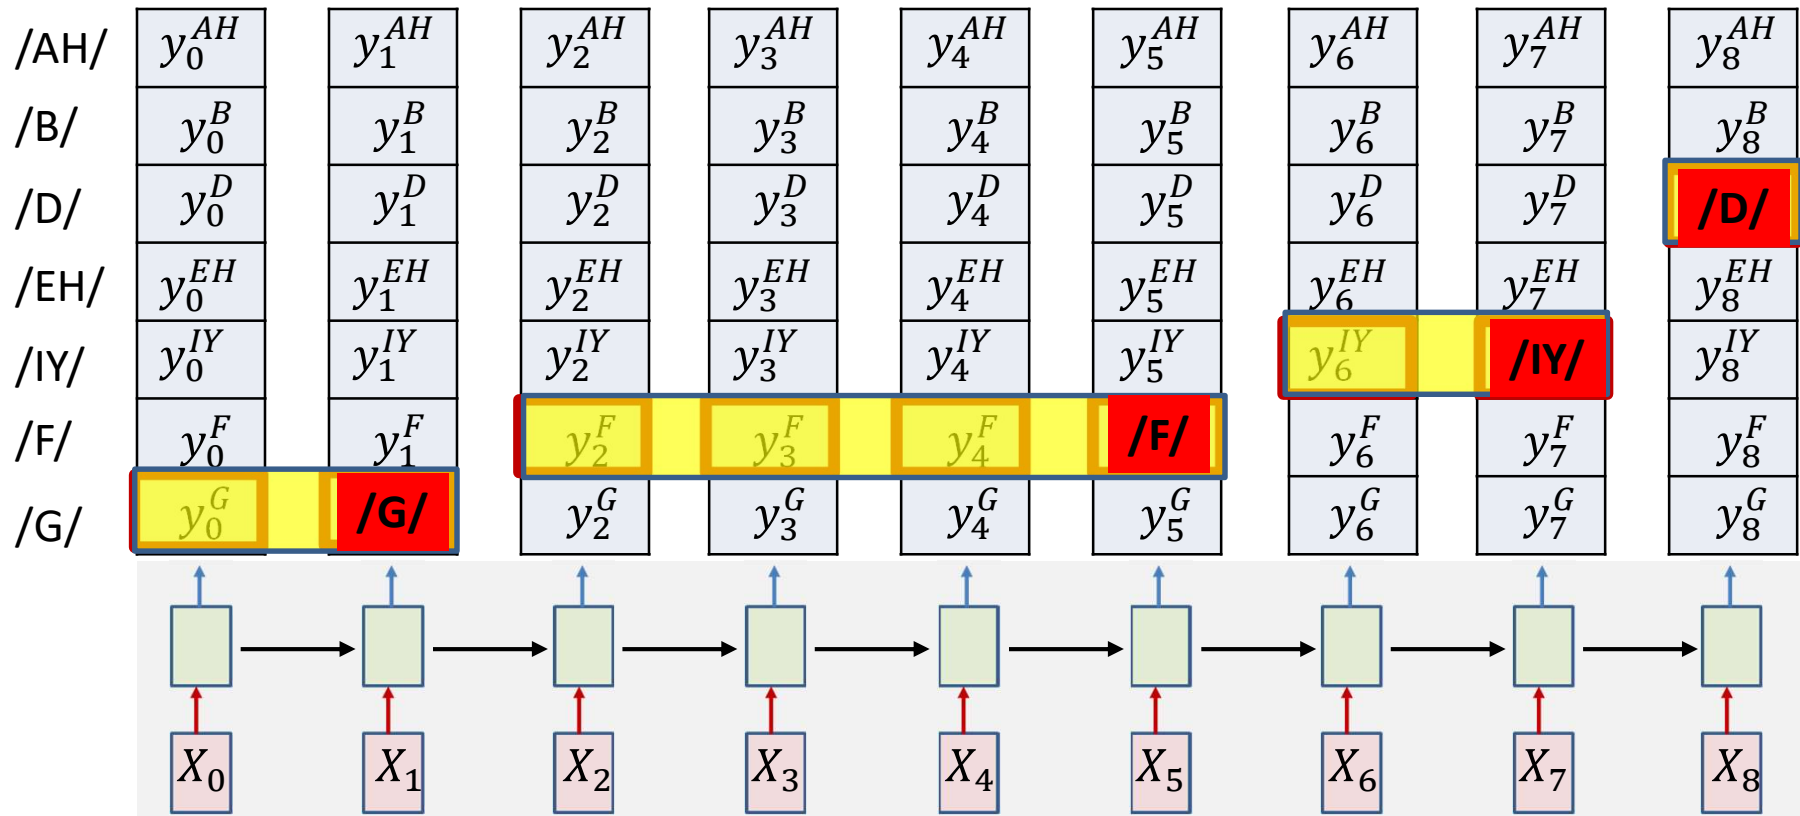 /AH/ y_0^{AH} y_1^{AH} y_2^{AH} y_3^{AH} y_4^{AH} y_5^{AH} y_6^{AH} y_7^{AH} y_8^{AH}
/B/ y_0^B y_1^B y_2^B y_3^B y_4^B y_5^B y_6^B y_7^B y_8^B
/D/ y_0^D y_1^D y_2^D y_3^D y_4^D y_5^D y_6^D y_7^D /D/
/EH/ y_0^{EH} y_1^{EH} y_2^{EH} y_3^{EH} y_4^{EH} y_5^{EH} y_6^{EH} y_7^{EH} y_8^{EH}
/IY/ y_0^{IY} y_1^{IY} y_2^{IY} y_3^{IY} y_4^{IY} y_5^{IY} y_6^{IY} /IY/ y_8^{IY}
/F/ y_0^F y_1^F y_2^F y_3^F y_4^F /F/ y_6^F y_7^F y_8^F
/G/ y_0^G /G/ y_2^G y_3^G y_4^G y_5^G y_6^G y_7^G y_8^G
X_0 X_1 X_2 X_3 X_4 X_5 X_6 X_7 X_8